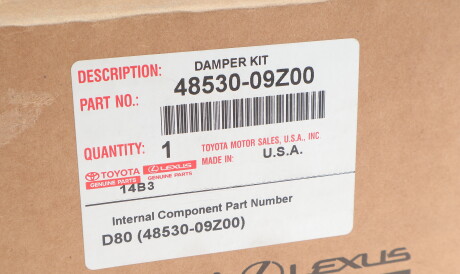 DESCRIPTION: DAMPER KIT
PART NO.: 48530-09Z00
QUANTITY: 1 TOYOTA MOTOR SALES, U.S.A., INC
MADE IN: U.S.A.
TOYOTA LEXUS
GENUINE PARTS GENUINE PARTS
14B3
Internal Component Part Number
D80 (48530-09Z00)
LEXUS